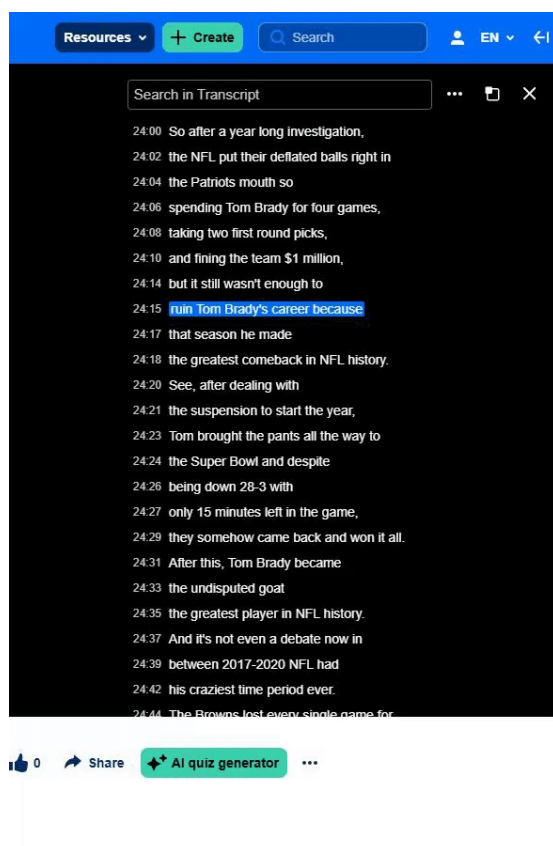 Resources
Create
Search
EN
Search in Transcript
24:00 So after a year long investigation,
24:02 the NFL put their deflated balls right in
24:04 the Patriots mouth so
24:06 spending Tom Brady for four games,
24:08 taking two first round picks,
24:10 and fining the team $1 million,
24:14 but it still wasn't enough to
24:15 ruin Tom Brady's career because
24:17 that season he made
24:18 the greatest comeback in NFL history.
24:20 See, after dealing with
24:21 the suspension to start the year,
24:23 Tom brought the pants all the way to
24:24 the Super Bowl and despite
24:26 being down 28-3 with
24:27 only 15 minutes left in the game,
24:29 they somehow came back and won it all.
24:31 After this, Tom Brady became
24:33 the undisputed goat
24:35 the greatest player in NFL history.
24:37 And it's not even a debate now in
24:39 between 2017-2020 NFL had
24:42 his craziest time period ever.
24:44 The Browns lost every single game for
0
Share
AI quiz generator